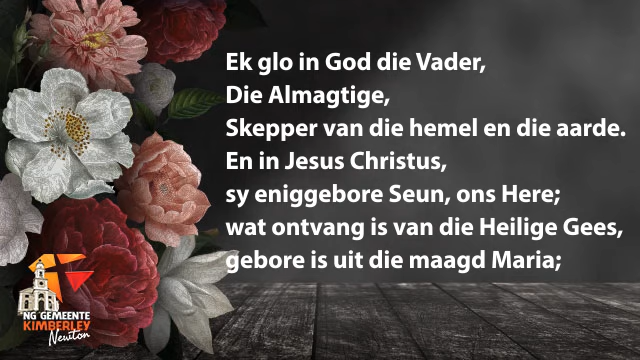 Ek glo in God die Vader,
Die Almagtige,
Skepper van die hemel en die aarde.
En in Jesus Christus,
sy eniggebore Seun, ons Here;
wat ontvang is van die Heilige Gees,
gebore is uit die maagd Maria;
NG GEMEENTE
KIMBERLEY
Newton